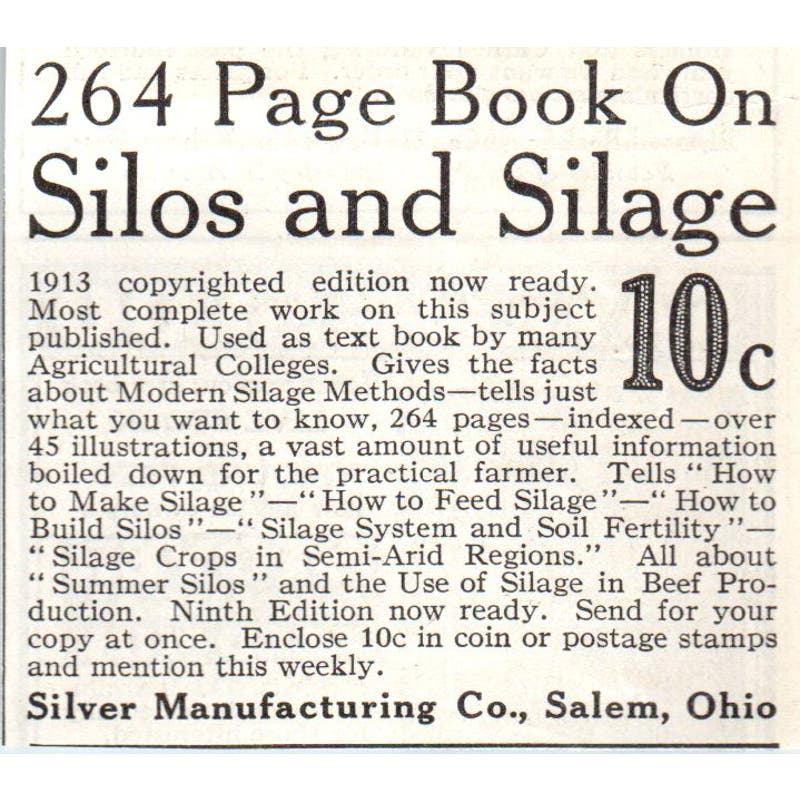 264 Page Book On
Silos and Silage
1913 copyrighted edition now ready.
Most complete work on this subject
published. Used as text book by many
Agricultural Colleges. Gives the facts
about Modern Silage Methods—tells just
10c
what you want to know, 264 pages—indexed—over
45 illustrations, a vast amount of useful information
boiled down for the practical farmer. Tells "How
to Make Silage"—"How to Feed Silage"—"How to
Build Silos"—"Silage System and Soil Fertility"—
"Silage Crops in Semi-Arid Regions." All about
"Summer Silos" and the Use of Silage in Beef Pro-
duction. Ninth Edition now ready. Send for your
copy at once. Enclose 10c in coin or postage stamps
and mention this weekly.
Silver Manufacturing Co., Salem, Ohio